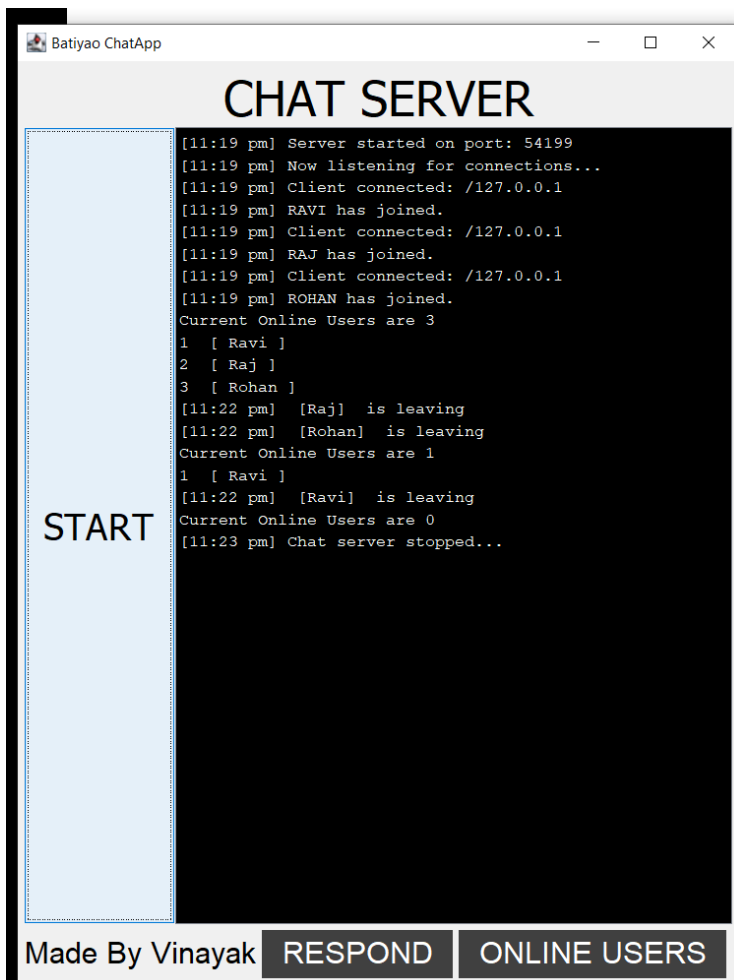 Batiyao ChatApp
CHAT SERVER
[11:19 pm] Server started on port: 54199
[11:19 pm] Now listening for connections...
[11:19 pm] Client connected: /127.0.0.1
[11:19 pm] RAVI has joined.
[11:19 pm] Client connected: /127.0.0.1
[11:19 pm] RAJ has joined.
[11:19 pm] Client connected: /127.0.0.1
[11:19 pm] ROHAN has joined.
Current Online Users are 3
1  [ Ravi ]
2  [ Raj ]
3  [ Rohan ]
[11:22 pm]  [Raj]  is leaving
[11:22 pm]  [Rohan]  is leaving
Current Online Users are 1
1  [ Ravi ]
[11:22 pm]  [Ravi]  is leaving
Current Online Users are 0
[11:23 pm] Chat server stopped...
START
Made By Vinayak
RESPOND
ONLINE USERS